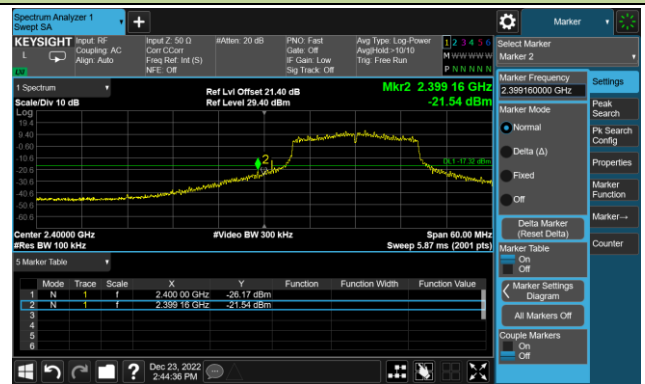 Spectrum Analyzer 1
Swept SA
Marker
KEYSIGHT
L
LW
Input: RF
Coupling: AC
Align: Auto
Input Z: 50 Ω
Corr CCorr
Freq Ref: Int (S)
NFE: Off
#Atten: 20 dB
PNO: Fast
Gate: Off
IF Gain: Low
Sig Track: Off
Avg Type: Log-Power
Avg|Hold:>10/10
Trig: Free Run
1 2 3 4 5 6
M W W W W W
P N N N N N
Select Marker
Marker 2
1 Spectrum
Scale/Div 10 dB
Log
Ref Lvl Offset 21.40 dB
Ref Level 29.40 dBm
Mkr2 2.399 16 GHz
-21.54 dBm
19.4
9.40
-0.60
-10.6
-20.6
-30.6
-40.6
-50.6
-60.6
2
DL1 -17.32 dBm
Center 2.40000 GHz
#Res BW 100 kHz
#Video BW 300 kHz
Span 60.00 MHz
Sweep 5.87 ms (2001 pts)
5 Marker Table
Mode Trace Scale X Y Function Function Width Function Value
1 N 1 f 2.400 00 GHz -26.17 dBm
2 N 1 f 2.399 16 GHz -21.54 dBm
3
4
5
6
Marker Frequency
2.399160000 GHz
Marker Mode
Normal
Delta (Δ)
Fixed
Off
Delta Marker
(Reset Delta)
Marker Table
On
Off
Marker Settings
Diagram
All Markers Off
Couple Markers
On
Off
Settings
Peak
Search
Pk Search
Config
Properties
Marker
Function
Marker→
Counter
?
Dec 23, 2022
2:44:36 PM